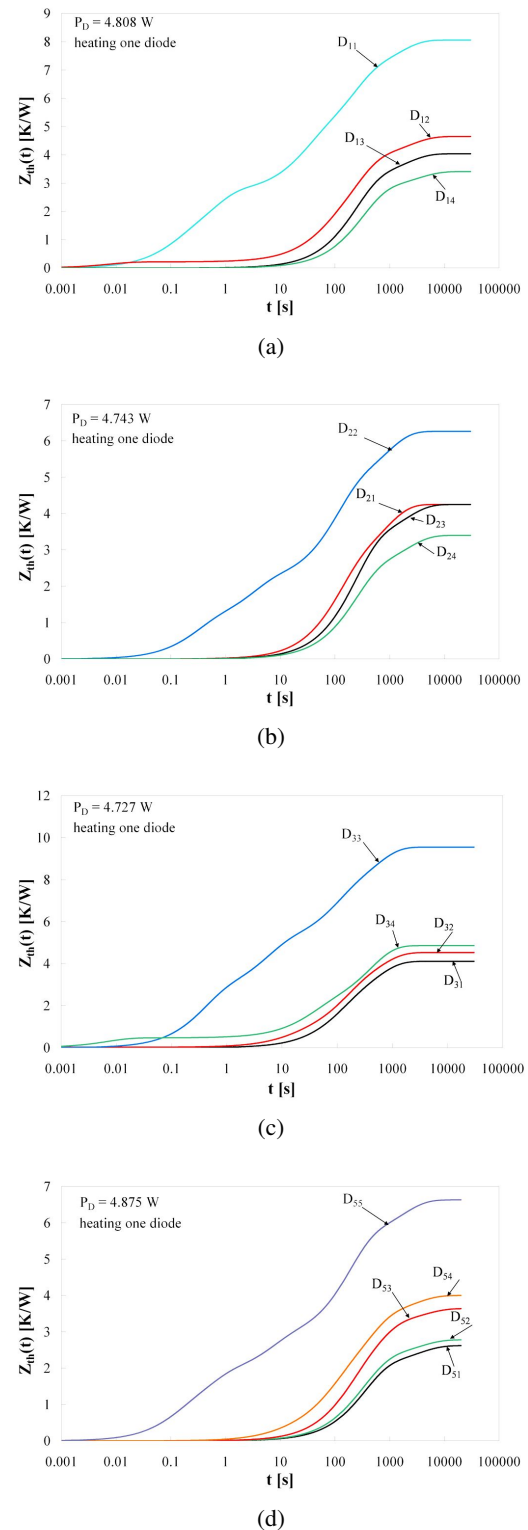 P_D = 4.808 W
heating one diode
Z_th(t) [K/W]
9
8
7
6
5
4
3
2
1
0
D_11
D_12
D_13
D_14
0.001 0.01 0.1 1 10 100 1000 10000 100000
t [s]
(a)
P_D = 4.743 W
heating one diode
Z_th(t) [K/W]
7
6
5
4
3
2
1
0
D_22
D_21
D_23
D_24
0.001 0.01 0.1 1 10 100 1000 10000 100000
t [s]
(b)
P_D = 4.727 W
heating one diode
Z_th(t) [K/W]
12
10
8
6
4
2
0
D_33
D_34 D_32
D_31
0.001 0.01 0.1 1 10 100 1000 10000 100000
t [s]
(c)
P_D = 4.875 W
heating one diode
Z_th(t) [K/W]
7
6
5
4
3
2
1
0
D_55
D_54
D_53
D_52
D_51
0.001 0.01 0.1 1 10 100 1000 10000 100000
t [s]
(d)